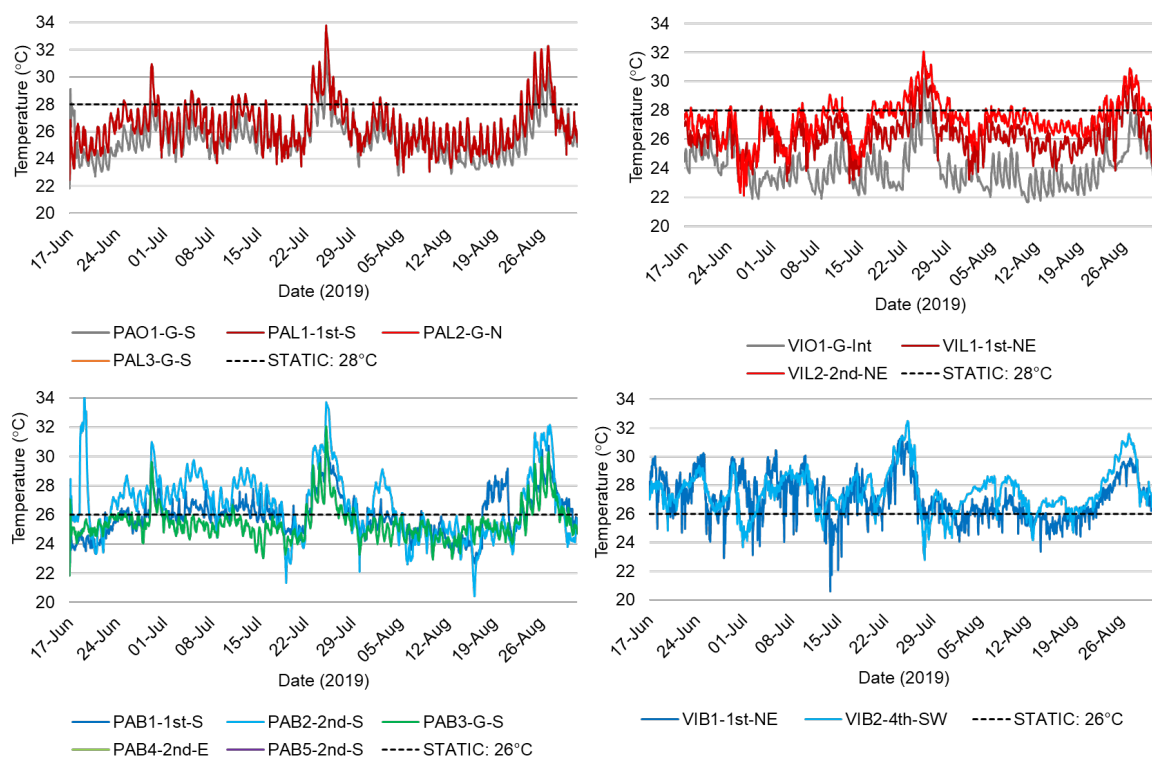 Temperature (°C)
34
32
30
28
26
24
22
20
17-Jun
24-Jun
01-Jul
08-Jul
15-Jul
22-Jul
29-Jul
05-Aug
12-Aug
19-Aug
26-Aug
Date (2019)
PAO1-G-S PAL1-1st-S PAL2-G-N
PAL3-G-S STATIC: 28°C
Temperature (°C)
34
32
30
28
26
24
22
20
17-Jun
24-Jun
01-Jul
08-Jul
15-Jul
22-Jul
29-Jul
05-Aug
12-Aug
19-Aug
26-Aug
Date (2019)
VIO1-G-Int VIL1-1st-NE
VIL2-2nd-NE STATIC: 28°C
Temperature (°C)
34
32
30
28
26
24
22
20
17-Jun
24-Jun
01-Jul
08-Jul
15-Jul
22-Jul
29-Jul
05-Aug
12-Aug
19-Aug
26-Aug
Date (2019)
PAB1-1st-S PAB2-2nd-S PAB3-G-S
PAB4-2nd-E PAB5-2nd-S STATIC: 26°C
Temperature (°C)
34
32
30
28
26
24
22
20
17-Jun
24-Jun
01-Jul
08-Jul
15-Jul
22-Jul
29-Jul
05-Aug
12-Aug
19-Aug
26-Aug
Date (2019)
VIB1-1st-NE VIB2-4th-SW STATIC: 26°C